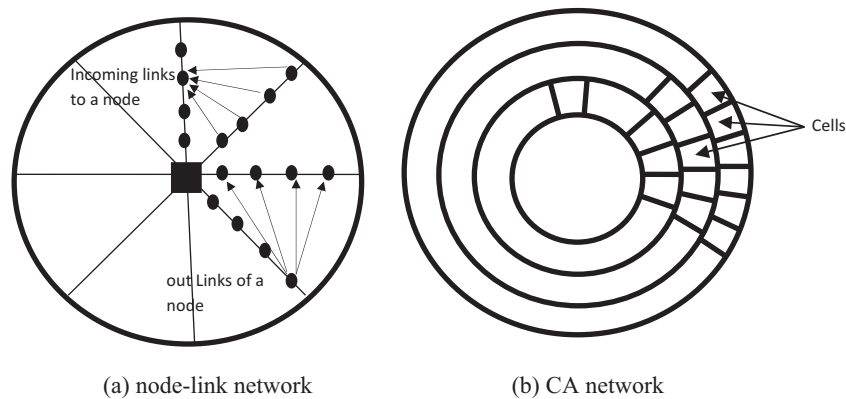 Incoming links
to a node
out Links of a
node
Cells
(a) node-link network
(b) CA network